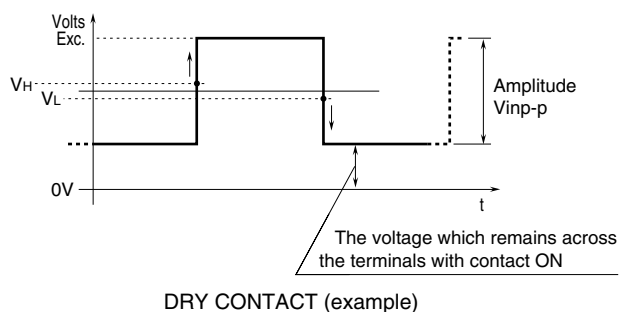 Volts
Exc.
VH
VL
Amplitude
Vinp-p
0V
t
The voltage which remains across
the terminals with contact ON
DRY CONTACT (example)